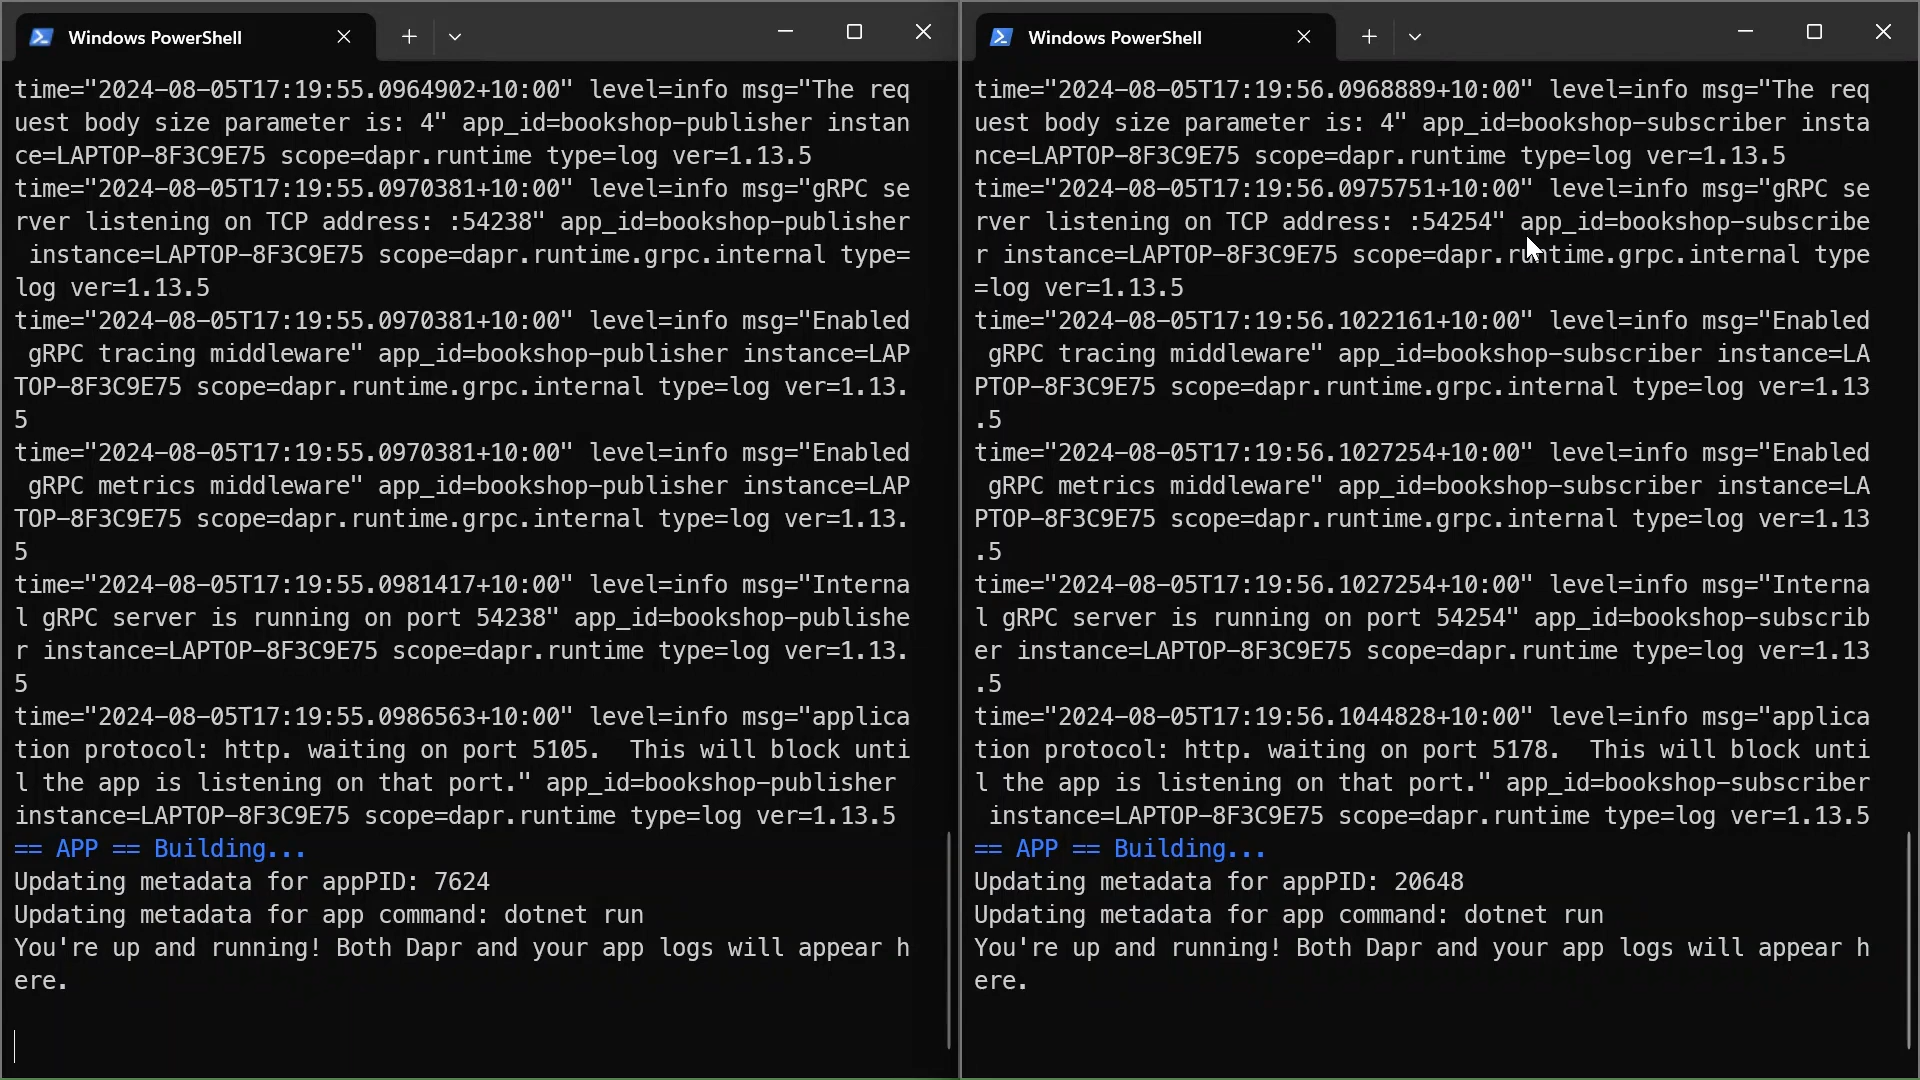 Windows PowerShell
time="2024-08-05T17:19:55.0964902+10:00" level=info msg="The req
uest body size parameter is: 4" app_id=bookshop-publisher instan
ce=LAPTOP-8F3C9E75 scope=dapr.runtime type=log ver=1.13.5
time="2024-08-05T17:19:55.0970381+10:00" level=info msg="gRPC se
rver listening on TCP address: :54238" app_id=bookshop-publisher
 instance=LAPTOP-8F3C9E75 scope=dapr.runtime.grpc.internal type=
log ver=1.13.5
time="2024-08-05T17:19:55.0970381+10:00" level=info msg="Enabled
 gRPC tracing middleware" app_id=bookshop-publisher instance=LAP
TOP-8F3C9E75 scope=dapr.runtime.grpc.internal type=log ver=1.13.
5
time="2024-08-05T17:19:55.0970381+10:00" level=info msg="Enabled
 gRPC metrics middleware" app_id=bookshop-publisher instance=LAP
TOP-8F3C9E75 scope=dapr.runtime.grpc.internal type=log ver=1.13.
5
time="2024-08-05T17:19:55.0981417+10:00" level=info msg="Interna
l gRPC server is running on port 54238" app_id=bookshop-publishe
r instance=LAPTOP-8F3C9E75 scope=dapr.runtime type=log ver=1.13.
5
time="2024-08-05T17:19:55.0986563+10:00" level=info msg="applica
tion protocol: http. waiting on port 5105.  This will block unti
l the app is listening on that port." app_id=bookshop-publisher
instance=LAPTOP-8F3C9E75 scope=dapr.runtime type=log ver=1.13.5
== APP == Building...
Updating metadata for appPID: 7624
Updating metadata for app command: dotnet run
You're up and running! Both Dapr and your app logs will appear h
ere.
Windows PowerShell
time="2024-08-05T17:19:56.0968889+10:00" level=info msg="The req
uest body size parameter is: 4" app_id=bookshop-subscriber insta
nce=LAPTOP-8F3C9E75 scope=dapr.runtime type=log ver=1.13.5
time="2024-08-05T17:19:56.0975751+10:00" level=info msg="gRPC se
rver listening on TCP address: :54254" app_id=bookshop-subscribe
r instance=LAPTOP-8F3C9E75 scope=dapr.runtime.grpc.internal type
=log ver=1.13.5
time="2024-08-05T17:19:56.1022161+10:00" level=info msg="Enabled
 gRPC tracing middleware" app_id=bookshop-subscriber instance=LA
PTOP-8F3C9E75 scope=dapr.runtime.grpc.internal type=log ver=1.13
.5
time="2024-08-05T17:19:56.1027254+10:00" level=info msg="Enabled
 gRPC metrics middleware" app_id=bookshop-subscriber instance=LA
PTOP-8F3C9E75 scope=dapr.runtime.grpc.internal type=log ver=1.13
.5
time="2024-08-05T17:19:56.1027254+10:00" level=info msg="Interna
l gRPC server is running on port 54254" app_id=bookshop-subscrib
er instance=LAPTOP-8F3C9E75 scope=dapr.runtime type=log ver=1.13
.5
time="2024-08-05T17:19:56.1044828+10:00" level=info msg="applica
tion protocol: http. waiting on port 5178.  This will block unti
l the app is listening on that port." app_id=bookshop-subscriber
 instance=LAPTOP-8F3C9E75 scope=dapr.runtime type=log ver=1.13.5
== APP == Building...
Updating metadata for appPID: 20648
Updating metadata for app command: dotnet run
You're up and running! Both Dapr and your app logs will appear h
ere.